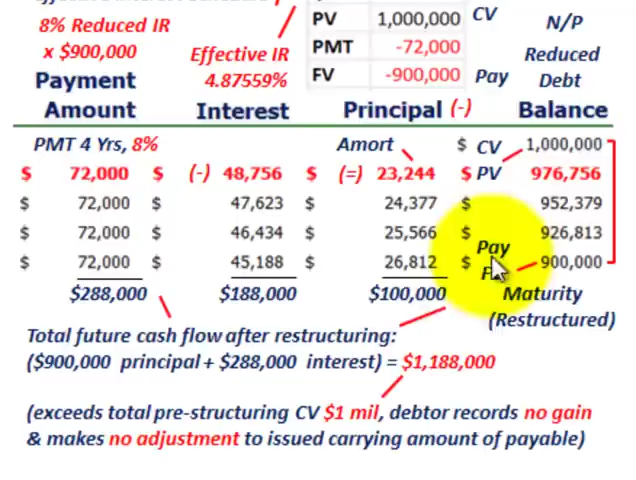 8% Reduced IR
x $900,000
Effective IR
4.87559%
PV 1,000,000 CV
PMT -72,000
FV -900,000 Pay
N/P
Reduced
Debt
Payment
Amount Interest Principal (-) Balance
PMT 4 Yrs, 8% Amort $ CV 1,000,000
$ 72,000 $ (-) 48,756 $ (=) 23,244 $ PV 976,756
$ 72,000 $ 47,623 $ 24,377 $ 952,379
$ 72,000 $ 46,434 $ 25,566 $ 926,813
Pay
$ 72,000 $ 45,188 $ 26,812 $ 900,000
$288,000 $188,000 $100,000 Maturity
(Restructured)
Total future cash flow after restructuring:
($900,000 principal + $288,000 interest) = $1,188,000
(exceeds total pre-structuring CV $1 mil, debtor records no gain
& makes no adjustment to issued carrying amount of payable)